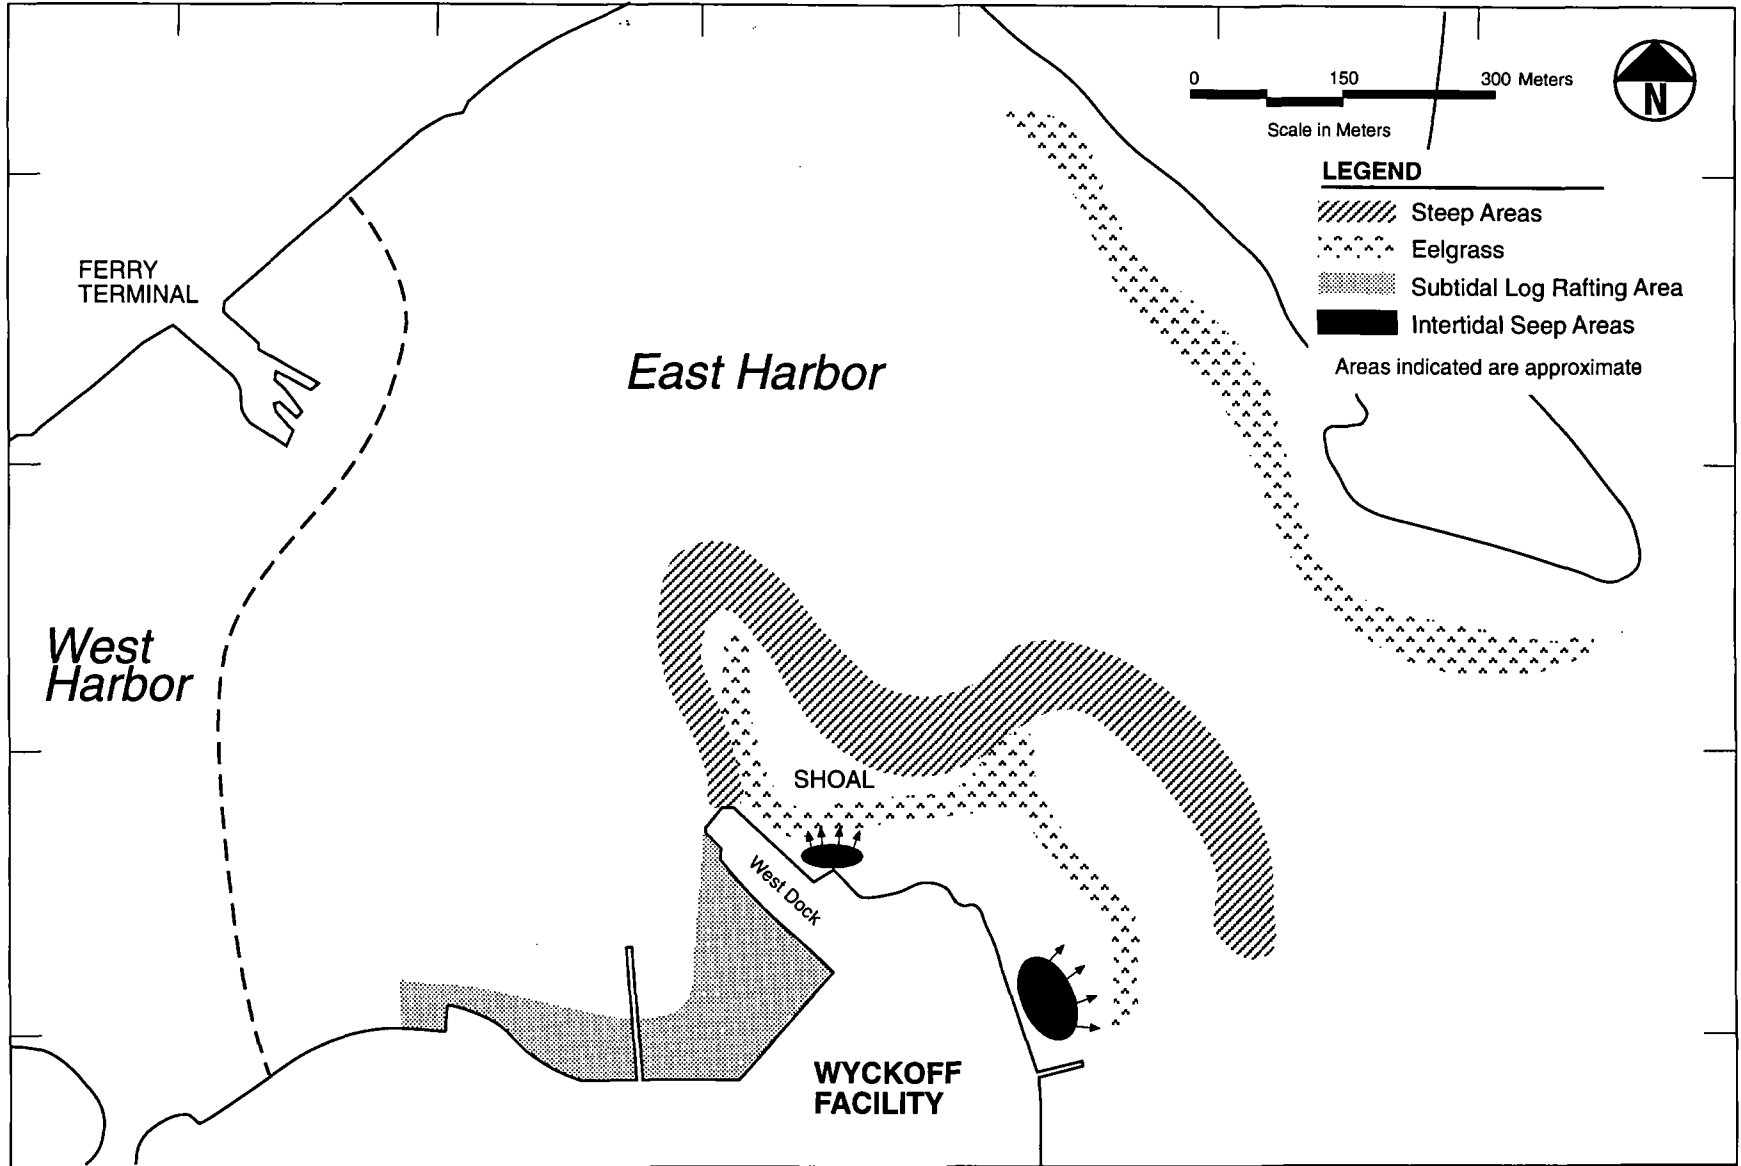 0 150 300 Meters
Scale in Meters
N
LEGEND
Steep Areas
Eelgrass
Subtidal Log Rafting Area
Intertidal Seep Areas
Areas indicated are approximate
FERRY
TERMINAL
East Harbor
West
Harbor
SHOAL
West Dock
WYCKOFF
FACILITY